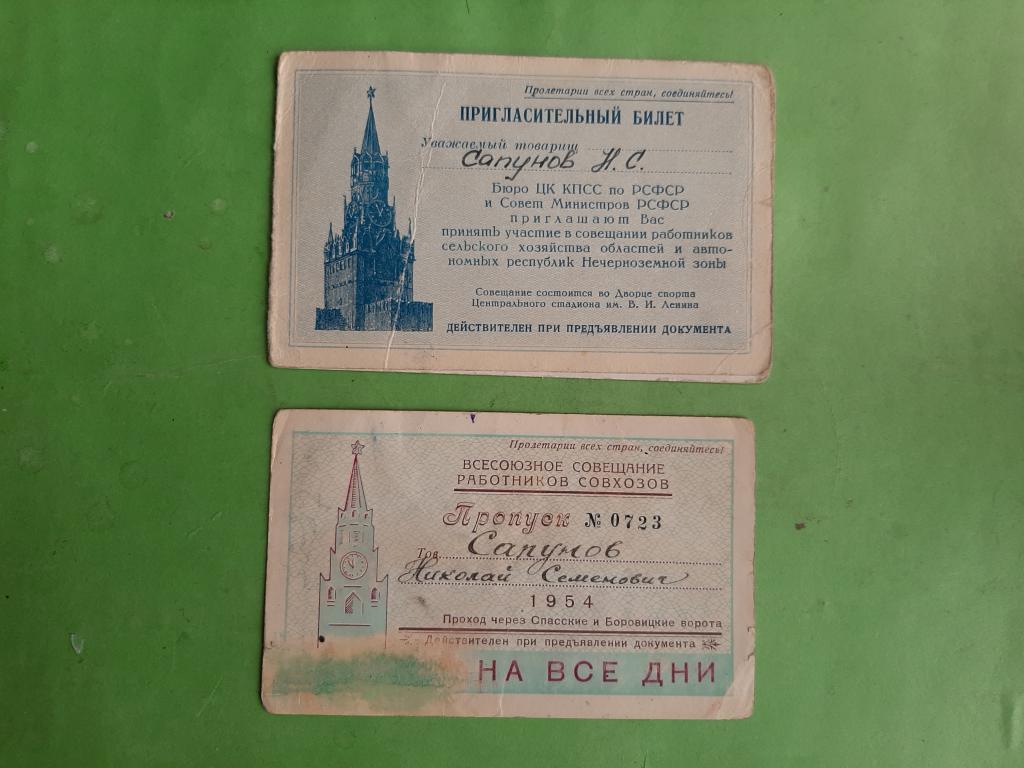 Пролетарии всех стран, соединяйтесь!
ПРИГЛАСИТЕЛЬНЫЙ БИЛЕТ
Уважаемый товарищ
Сапунов Н. С.
Бюро ЦК КПСС по РСФСР
и Совет Министров РСФСР
приглашают Вас
принять участие в совещании работников
сельского хозяйства областей и авто-
номных республик Нечерноземной зоны
Совещание состоится во Дворце спорта
Центрального стадиона им. В. И. Ленина
ДЕЙСТВИТЕЛЕН ПРИ ПРЕДЪЯВЛЕНИИ ДОКУМЕНТА
Пролетарии всех стран, соединяйтесь!
ВСЕСОЮЗНОЕ СОВЕЩАНИЕ
РАБОТНИКОВ СОВХОЗОВ
Пропуск № 0723
Тов. Сапунов
Николай Семенович
1954
Проход через Спасские и Боровицкие ворота
Действителен при предъявлении документа
НА ВСЕ ДНИ